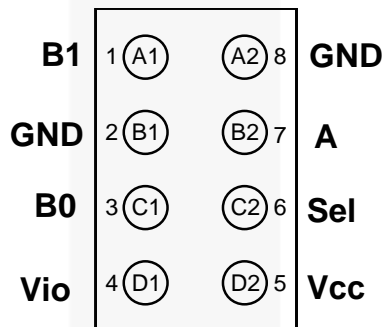 B1 1 A1 A2 8 GND
GND 2 B1 B2 7 A
B0 3 C1 C2 6 Sel
Vio 4 D1 D2 5 Vcc